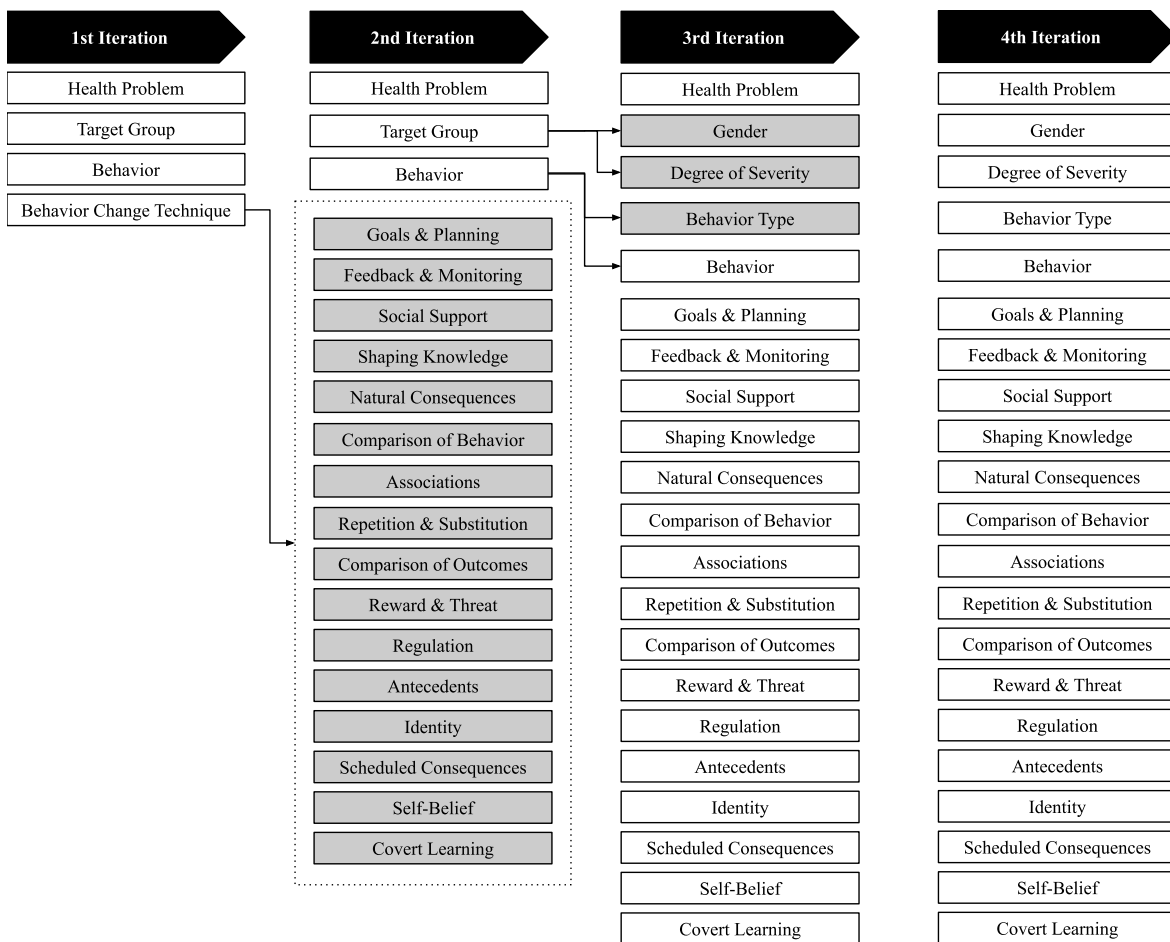 1st Iteration
Health Problem
Target Group
Behavior
Behavior Change Technique
2nd Iteration
Health Problem
Target Group
Behavior
Goals & Planning
Feedback & Monitoring
Social Support
Shaping Knowledge
Natural Consequences
Comparison of Behavior
Associations
Repetition & Substitution
Comparison of Outcomes
Reward & Threat
Regulation
Antecedents
Identity
Scheduled Consequences
Self-Belief
Covert Learning
3rd Iteration
Health Problem
Gender
Degree of Severity
Behavior Type
Behavior
Goals & Planning
Feedback & Monitoring
Social Support
Shaping Knowledge
Natural Consequences
Comparison of Behavior
Associations
Repetition & Substitution
Comparison of Outcomes
Reward & Threat
Regulation
Antecedents
Identity
Scheduled Consequences
Self-Belief
Covert Learning
4th Iteration
Health Problem
Gender
Degree of Severity
Behavior Type
Behavior
Goals & Planning
Feedback & Monitoring
Social Support
Shaping Knowledge
Natural Consequences
Comparison of Behavior
Associations
Repetition & Substitution
Comparison of Outcomes
Reward & Threat
Regulation
Antecedents
Identity
Scheduled Consequences
Self-Belief
Covert Learning